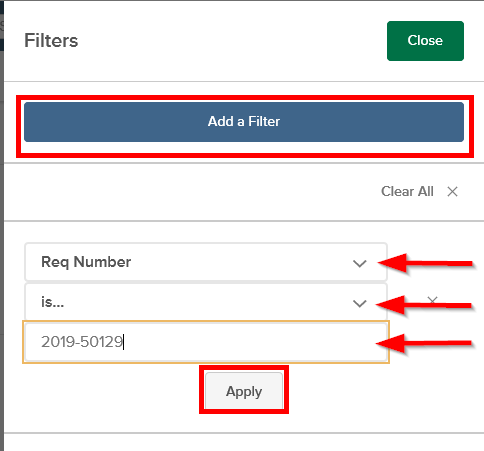 Filters
Close
Add a Filter
Clear All
Req Number
is...
2019-50129
Apply